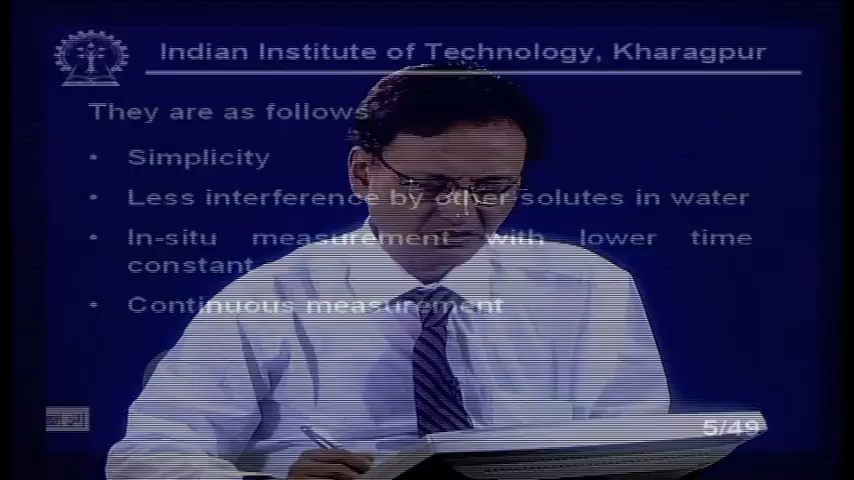 Indian Institute of Technology, Kharagpur
They are as follows
• Simplicity
• Less interference by other solutes in water
• In-situ measurement with lower time
constant
• Continuous measurement
5/49